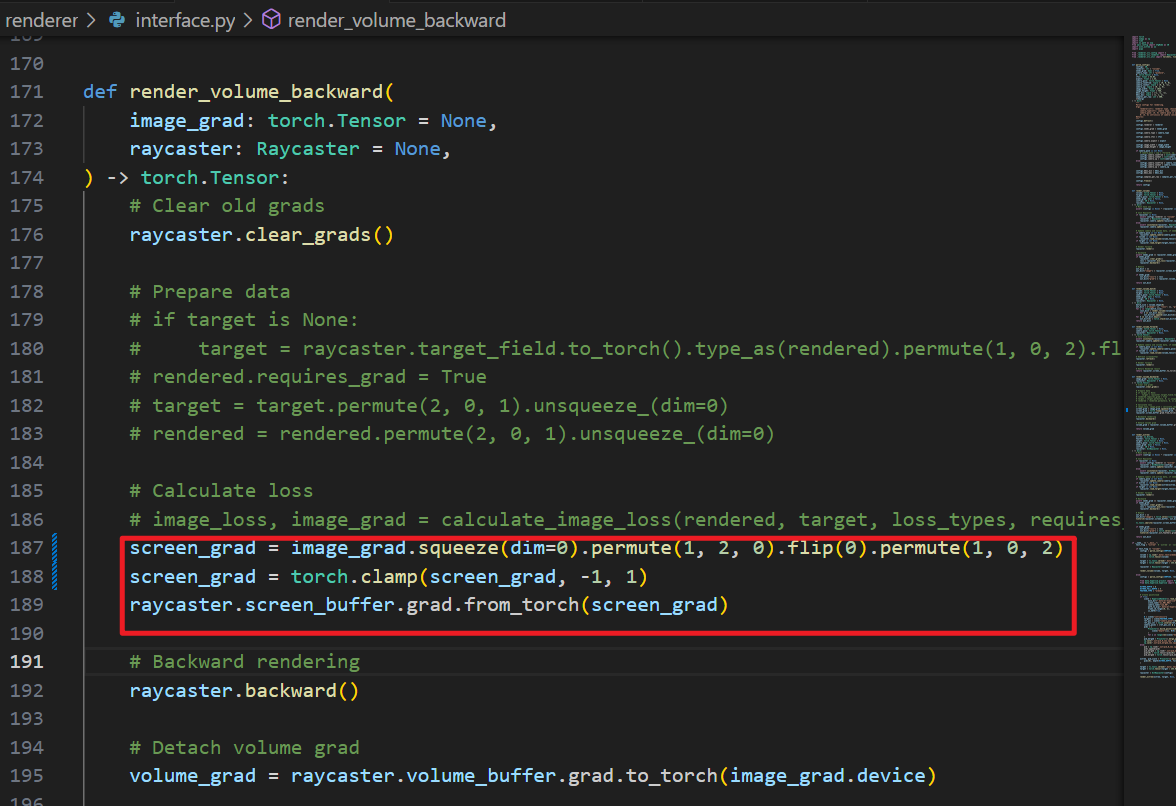 renderer > interface.py > render_volume_backward
169
170
171 def render_volume_backward(
172     image_grad: torch.Tensor = None,
173     raycaster: Raycaster = None,
174 ) -> torch.Tensor:
175     # Clear old grads
176     raycaster.clear_grads()
177
178     # Prepare data
179     # if target is None:
180     #     target = raycaster.target_field.to_torch().type_as(rendered).permute(1, 0, 2).fl
181     # rendered.requires_grad = True
182     # target = target.permute(2, 0, 1).unsqueeze_(dim=0)
183     # rendered = rendered.permute(2, 0, 1).unsqueeze_(dim=0)
184
185     # Calculate loss
186     # image_loss, image_grad = calculate_image_loss(rendered, target, loss_types, requires
187     screen_grad = image_grad.squeeze(dim=0).permute(1, 2, 0).flip(0).permute(1, 0, 2)
188     screen_grad = torch.clamp(screen_grad, -1, 1)
189     raycaster.screen_buffer.grad.from_torch(screen_grad)
190
191     # Backward rendering
192     raycaster.backward()
193
194     # Detach volume grad
195     volume_grad = raycaster.volume_buffer.grad.to_torch(image_grad.device)
196